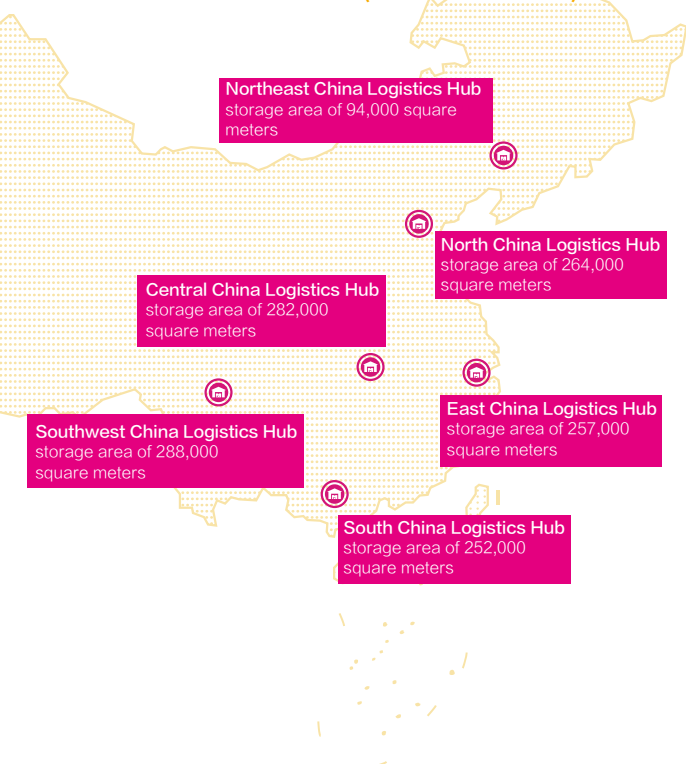 Northeast China Logistics Hub
storage area of 94,000 square
meters
North China Logistics Hub
storage area of 264,000
square meters
Central China Logistics Hub
storage area of 282,000
square meters
East China Logistics Hub
storage area of 257,000
square meters
Southwest China Logistics Hub
storage area of 288,000
square meters
South China Logistics Hub
storage area of 252,000
square meters